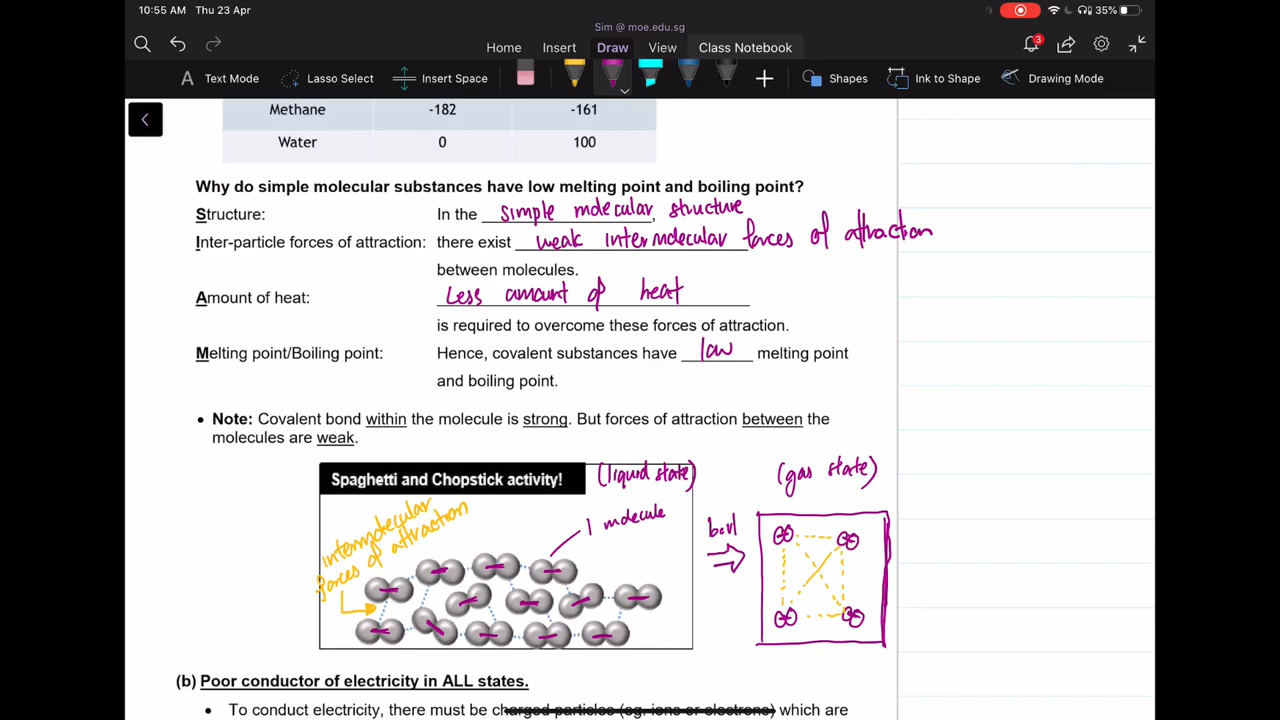 10:55 AM Thu 23 Apr 35%
Sim @ moe.edu.sg
Home Insert Draw View Class Notebook 3
A Text Mode Lasso Select Insert Space Shapes Ink to Shape Drawing Mode
Methane -182 -161
Water 0 100
Why do simple molecular substances have low melting point and boiling point?
Structure: In the simple molecular structure
Inter-particle forces of attraction: there exist weak intermolecular forces of attraction
between molecules.
Amount of heat: Less amount of heat
is required to overcome these forces of attraction.
Melting point/Boiling point: Hence, covalent substances have low melting point
and boiling point.
• Note: Covalent bond within the molecule is strong. But forces of attraction between the
molecules are weak.
Spaghetti and Chopstick activity! (liquid state) (gas state)
intermolecular
forces of attraction
1 molecule
boil
(b) Poor conductor of electricity in ALL states.
• To conduct electricity, there must be charged particles (eg. ions or electrons) which are